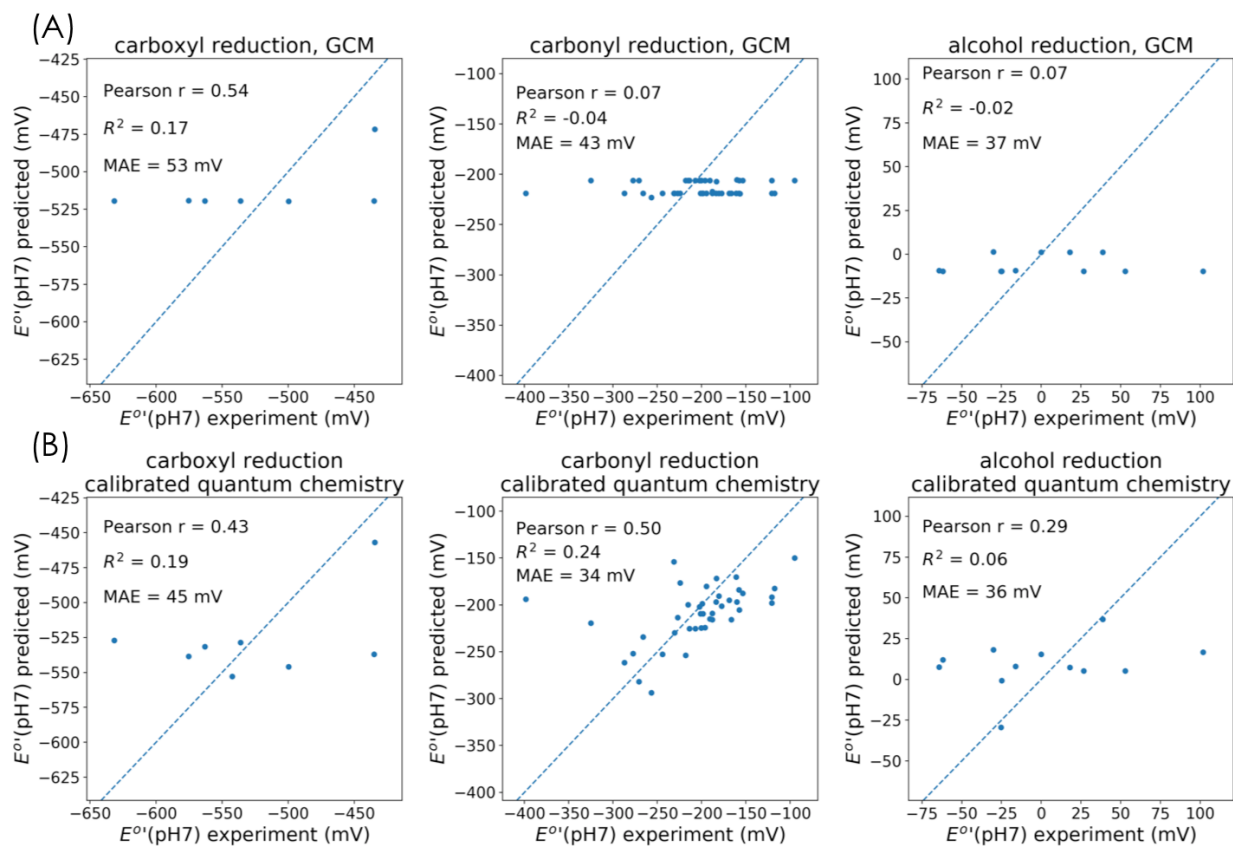 (A)
carboxyl reduction, GCM
Pearson r = 0.54
R² = 0.17
MAE = 53 mV
E°'(pH7) predicted (mV)
−425
−450
−475
−500
−525
−550
−575
−600
−625
−650
−600
−550
−500
−450
E°'(pH7) experiment (mV)
carbonyl reduction, GCM
Pearson r = 0.07
R² = -0.04
MAE = 43 mV
E°'(pH7) predicted (mV)
−100
−150
−200
−250
−300
−350
−400
−400 −350 −300 −250 −200 −150 −100
E°'(pH7) experiment (mV)
alcohol reduction, GCM
Pearson r = 0.07
R² = -0.02
MAE = 37 mV
E°'(pH7) predicted (mV)
100
75
50
25
0
−25
−50
−75 −50 −25 0 25 50 75 100
E°'(pH7) experiment (mV)
(B)
carboxyl reduction
calibrated quantum chemistry
Pearson r = 0.43
R² = 0.19
MAE = 45 mV
E°'(pH7) predicted (mV)
−425
−450
−475
−500
−525
−550
−575
−600
−625
−650
−600
−550
−500
−450
E°'(pH7) experiment (mV)
carbonyl reduction
calibrated quantum chemistry
Pearson r = 0.50
R² = 0.24
MAE = 34 mV
E°'(pH7) predicted (mV)
−100
−150
−200
−250
−300
−350
−400
−400 −350 −300 −250 −200 −150 −100
E°'(pH7) experiment (mV)
alcohol reduction
calibrated quantum chemistry
Pearson r = 0.29
R² = 0.06
MAE = 36 mV
E°'(pH7) predicted (mV)
100
75
50
25
0
−25
−50
−75 −50 −25 0 25 50 75 100
E°'(pH7) experiment (mV)